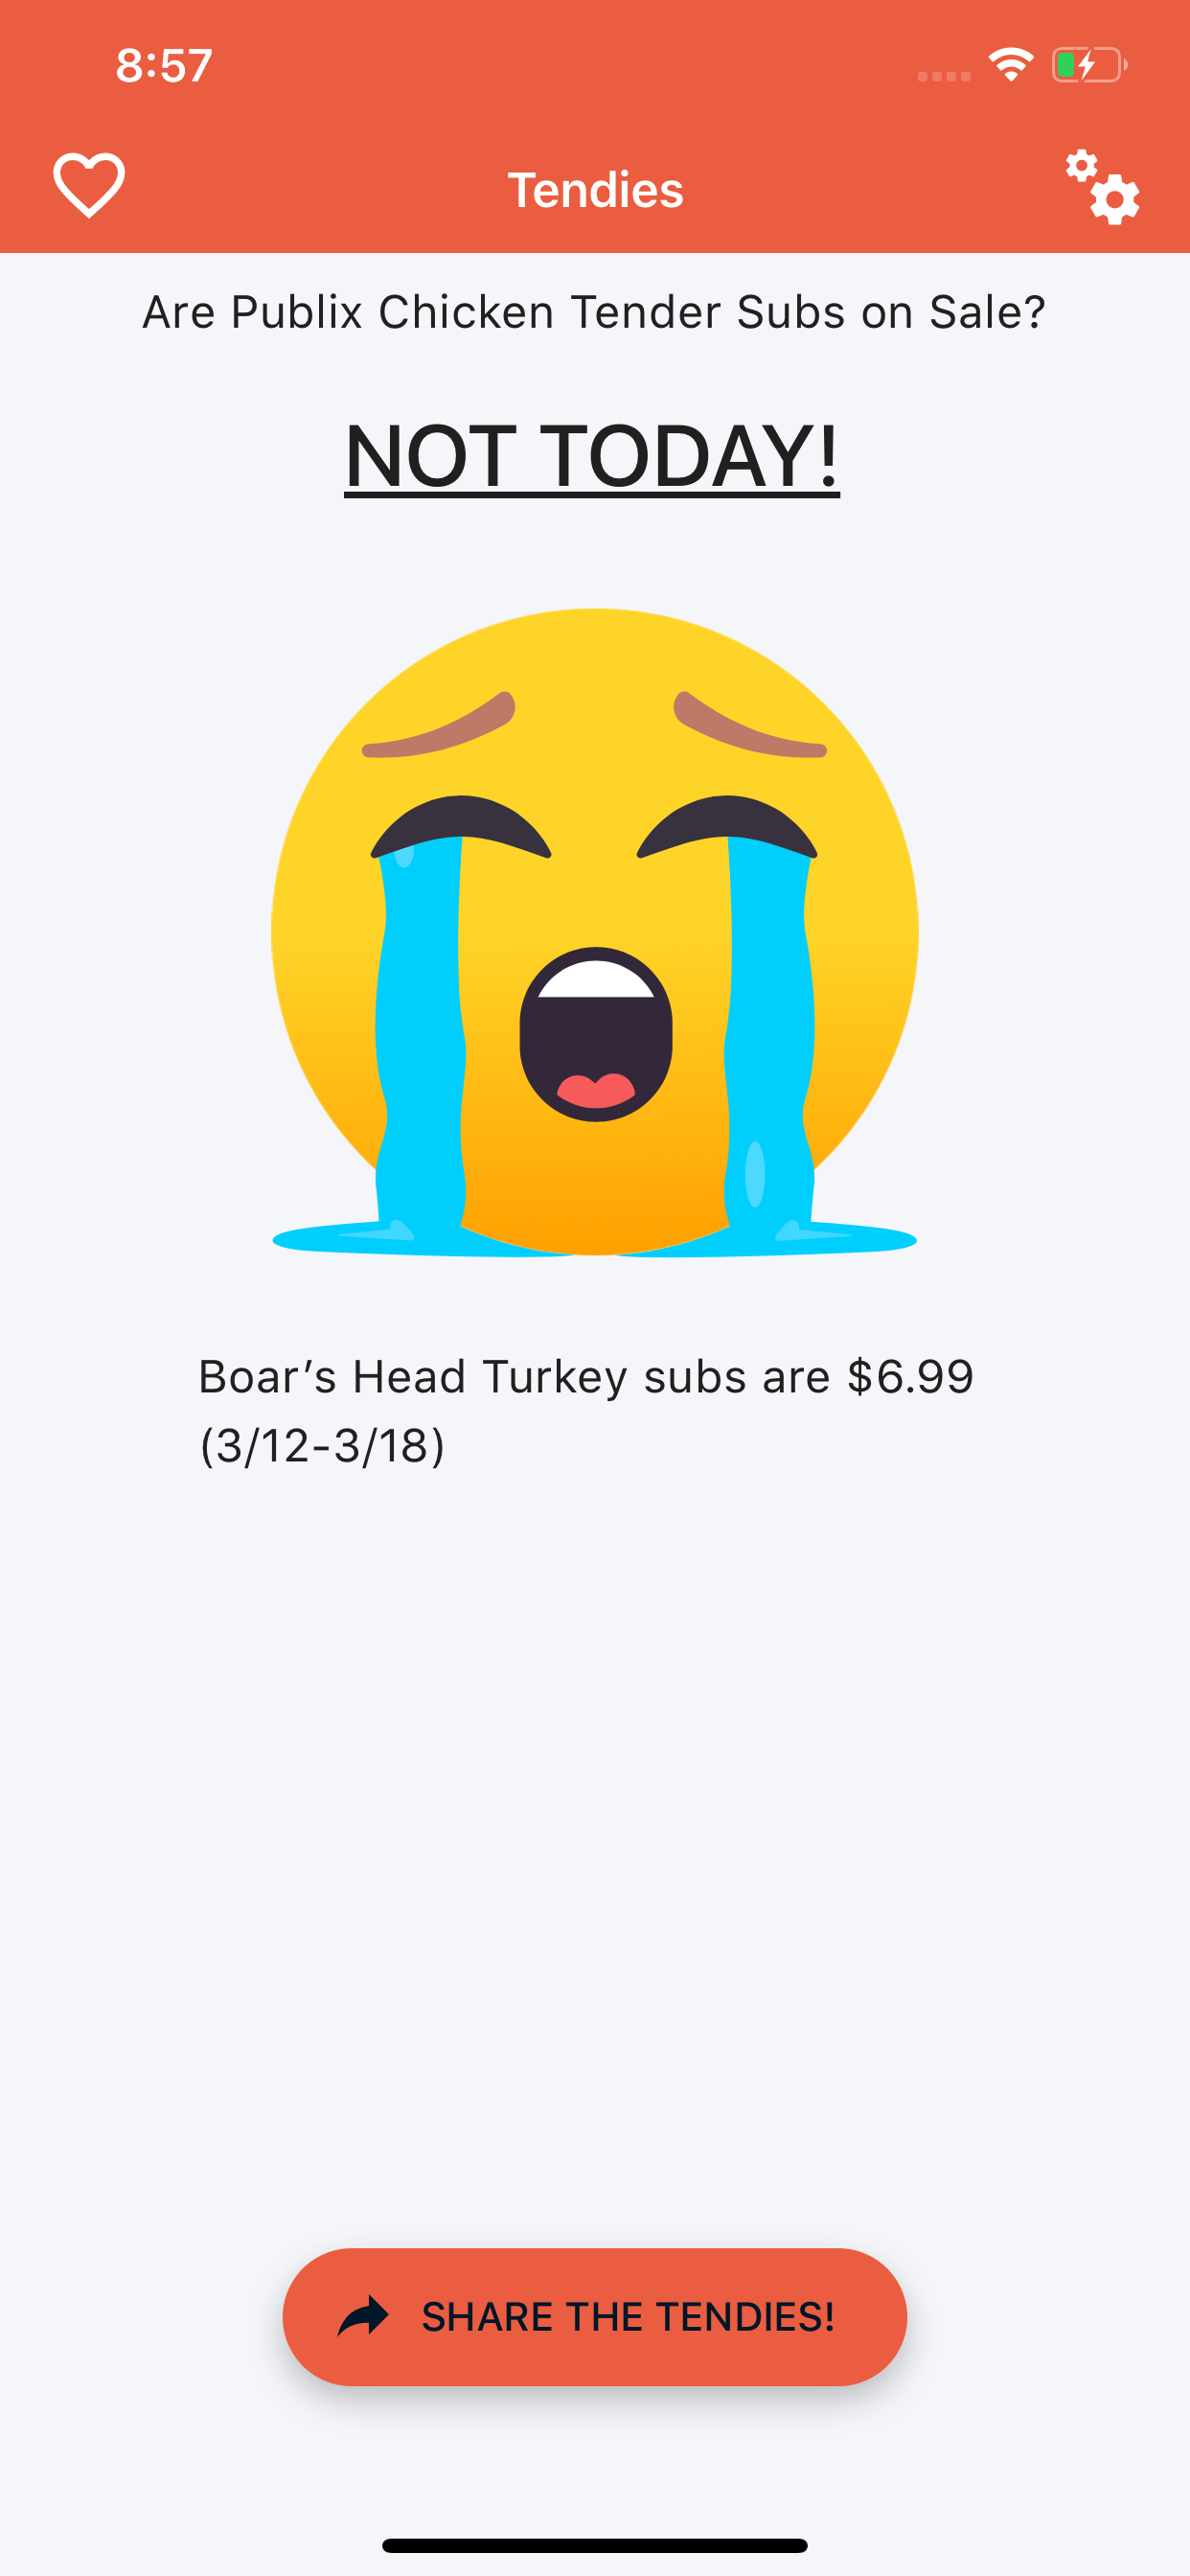 8:57
Tendies
Are Publix Chicken Tender Subs on Sale?
NOT TODAY!
Boar’s Head Turkey subs are $6.99
(3/12-3/18)
SHARE THE TENDIES!